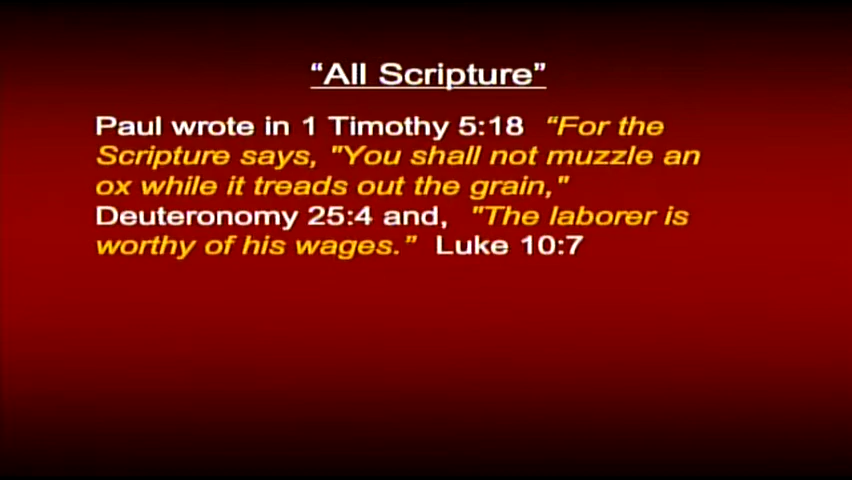 “All Scripture”
Paul wrote in 1 Timothy 5:18 “For the
Scripture says, "You shall not muzzle an
ox while it treads out the grain,"
Deuteronomy 25:4 and, "The laborer is
worthy of his wages.” Luke 10:7